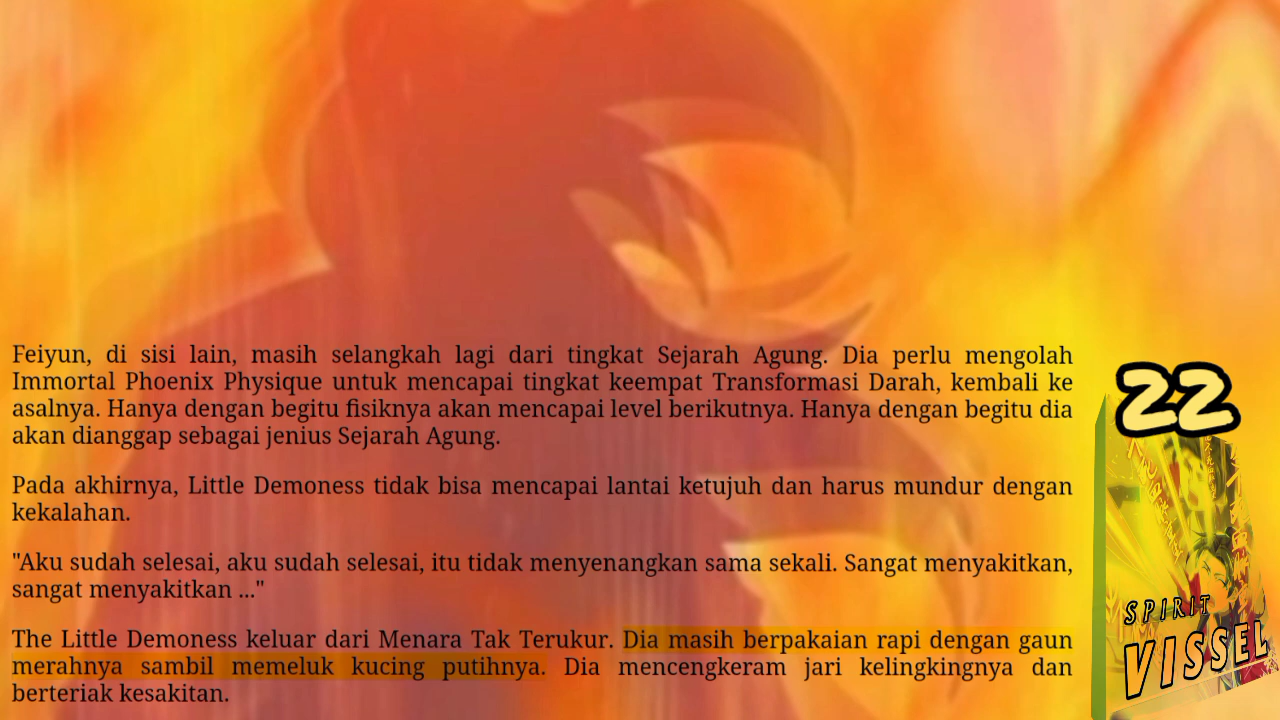 Feiyun, di sisi lain, masih selangkah lagi dari tingkat Sejarah Agung. Dia perlu mengolah
Immortal Phoenix Physique untuk mencapai tingkat keempat Transformasi Darah, kembali ke
asalnya. Hanya dengan begitu fisiknya akan mencapai level berikutnya. Hanya dengan begitu dia
akan dianggap sebagai jenius Sejarah Agung.
Pada akhirnya, Little Demoness tidak bisa mencapai lantai ketujuh dan harus mundur dengan
kekalahan.
"Aku sudah selesai, aku sudah selesai, itu tidak menyenangkan sama sekali. Sangat menyakitkan,
sangat menyakitkan ..."
The Little Demoness keluar dari Menara Tak Terukur. Dia masih berpakaian rapi dengan gaun
merahnya sambil memeluk kucing putihnya. Dia mencengkeram jari kelingkingnya dan
berteriak kesakitan.
22
SPIRIT
VISSEL